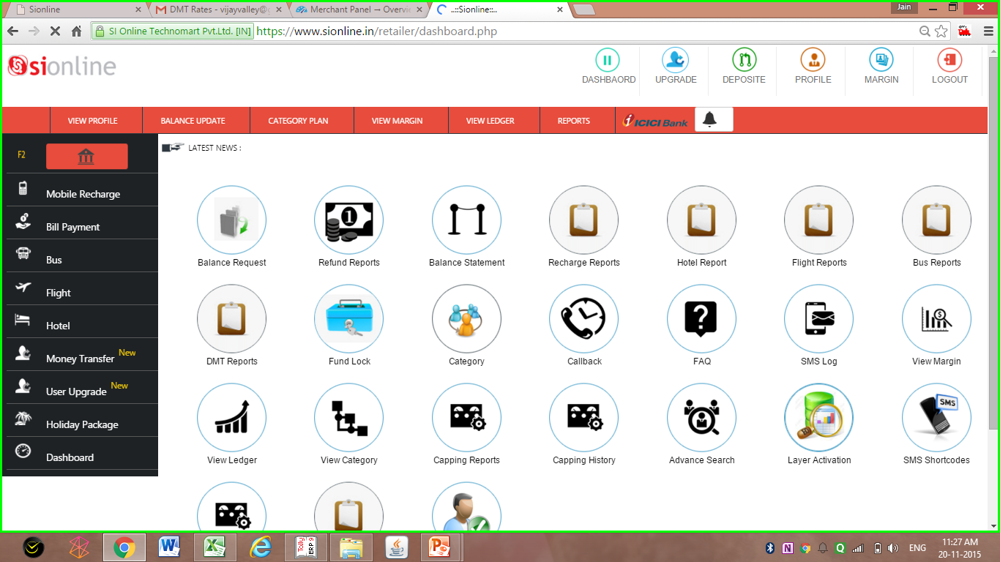 Sionline
DMT Rates - vijayvalley@g
Merchant Panel → Overvie
..::Sionline::..
Jain
SI Online Technomart Pvt.Ltd. [IN]
https://www.sionline.in/retailer/dashboard.php
sionline
DASHBAORD
UPGRADE
DEPOSITE
PROFILE
MARGIN
LOGOUT
VIEW PROFILE
BALANCE UPDATE
CATEGORY PLAN
VIEW MARGIN
VIEW LEDGER
REPORTS
ICICI Bank
F2
Mobile Recharge
Bill Payment
Bus
Flight
Hotel
Money Transfer New
User Upgrade New
Holiday Package
Dashboard
LATEST NEWS :
Balance Request
Refund Reports
Balance Statement
Recharge Reports
Hotel Report
Flight Reports
Bus Reports
DMT Reports
Fund Lock
Category
Callback
FAQ
SMS Log
View Margin
View Ledger
View Category
Capping Reports
Capping History
Advance Search
Layer Activation
SMS
SMS Shortcodes
Tally
ERP 9
ENG
11:27 AM
20-11-2015